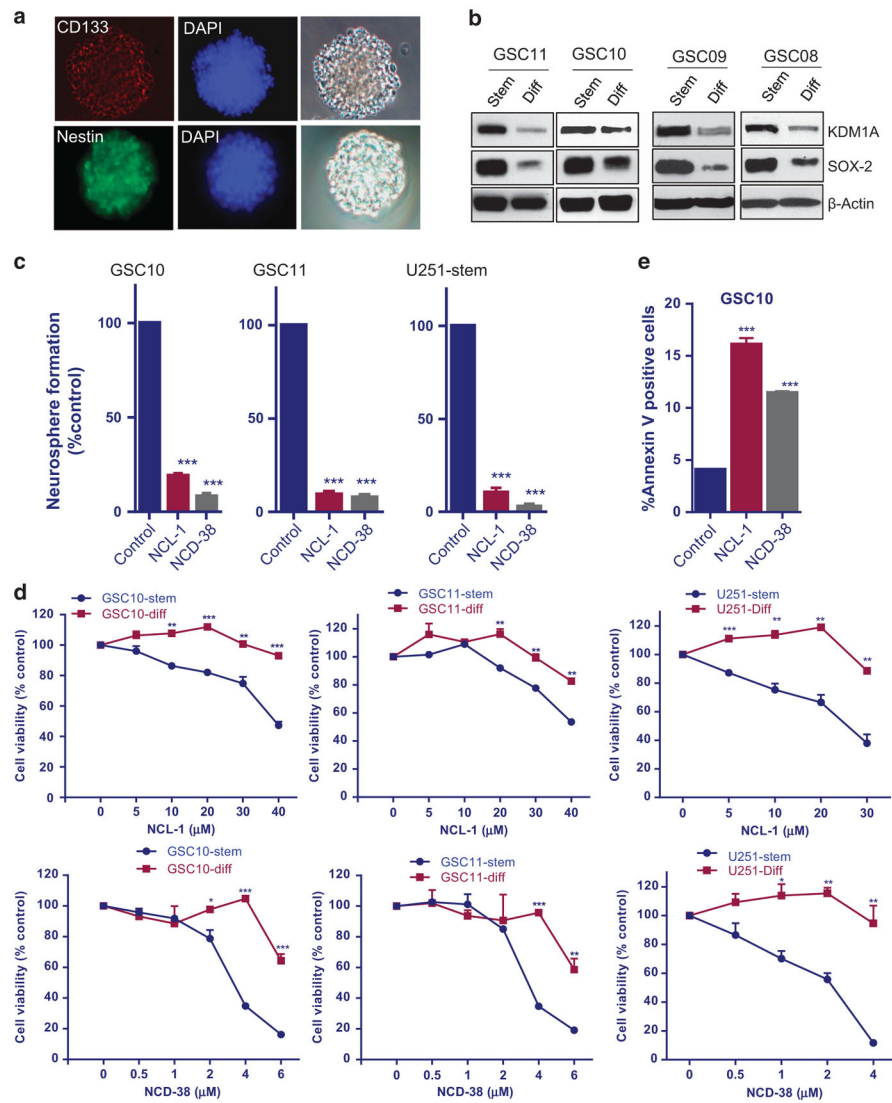 a
CD133
DAPI
Nestin
DAPI
b
GSC11
GSC10
GSC09
GSC08
Stem
Diff
Stem
Diff
Stem
Diff
Stem
Diff
KDM1A
SOX-2
β-Actin
c
GSC10
GSC11
U251-stem
Neurosphere formation
(%control)
100
50
0
100
50
0
100
50
0
***
***
***
***
***
***
Control
NCL-1
NCD-38
Control
NCL-1
NCD-38
Control
NCL-1
NCD-38
e
GSC10
%Annexin V positive cells
20
15
10
5
0
***
***
Control
NCL-1
NCD-38
d
GSC10-stem
GSC10-diff
Cell viability (% control)
120
100
80
60
40
20
0
** *** ** ***
0 5 10 20 30 40
NCL-1 (μM)
GSC11-stem
GSC11-diff
Cell viability (% control)
120
100
80
60
40
20
0
** ** **
0 5 10 20 30 40
NCL-1 (μM)
U251-stem
U251-Diff
Cell viability (% control)
120
100
80
60
40
20
0
*** ** ** **
0 5 10 20 30
NCL-1 (μM)
GSC10-stem
GSC10-diff
Cell viability (% control)
120
100
80
60
40
20
0
* *** ***
0 0.5 1 2 4 6
NCD-38 (μM)
GSC11-stem
GSC11-diff
Cell viability (% control)
120
100
80
60
40
20
0
*** **
0 0.5 1 2 4 6
NCD-38 (μM)
U251-stem
U251-Diff
Cell viability (% control)
120
100
80
60
40
20
0
* ** **
0 0.5 1 2 4
NCD-38 (μM)